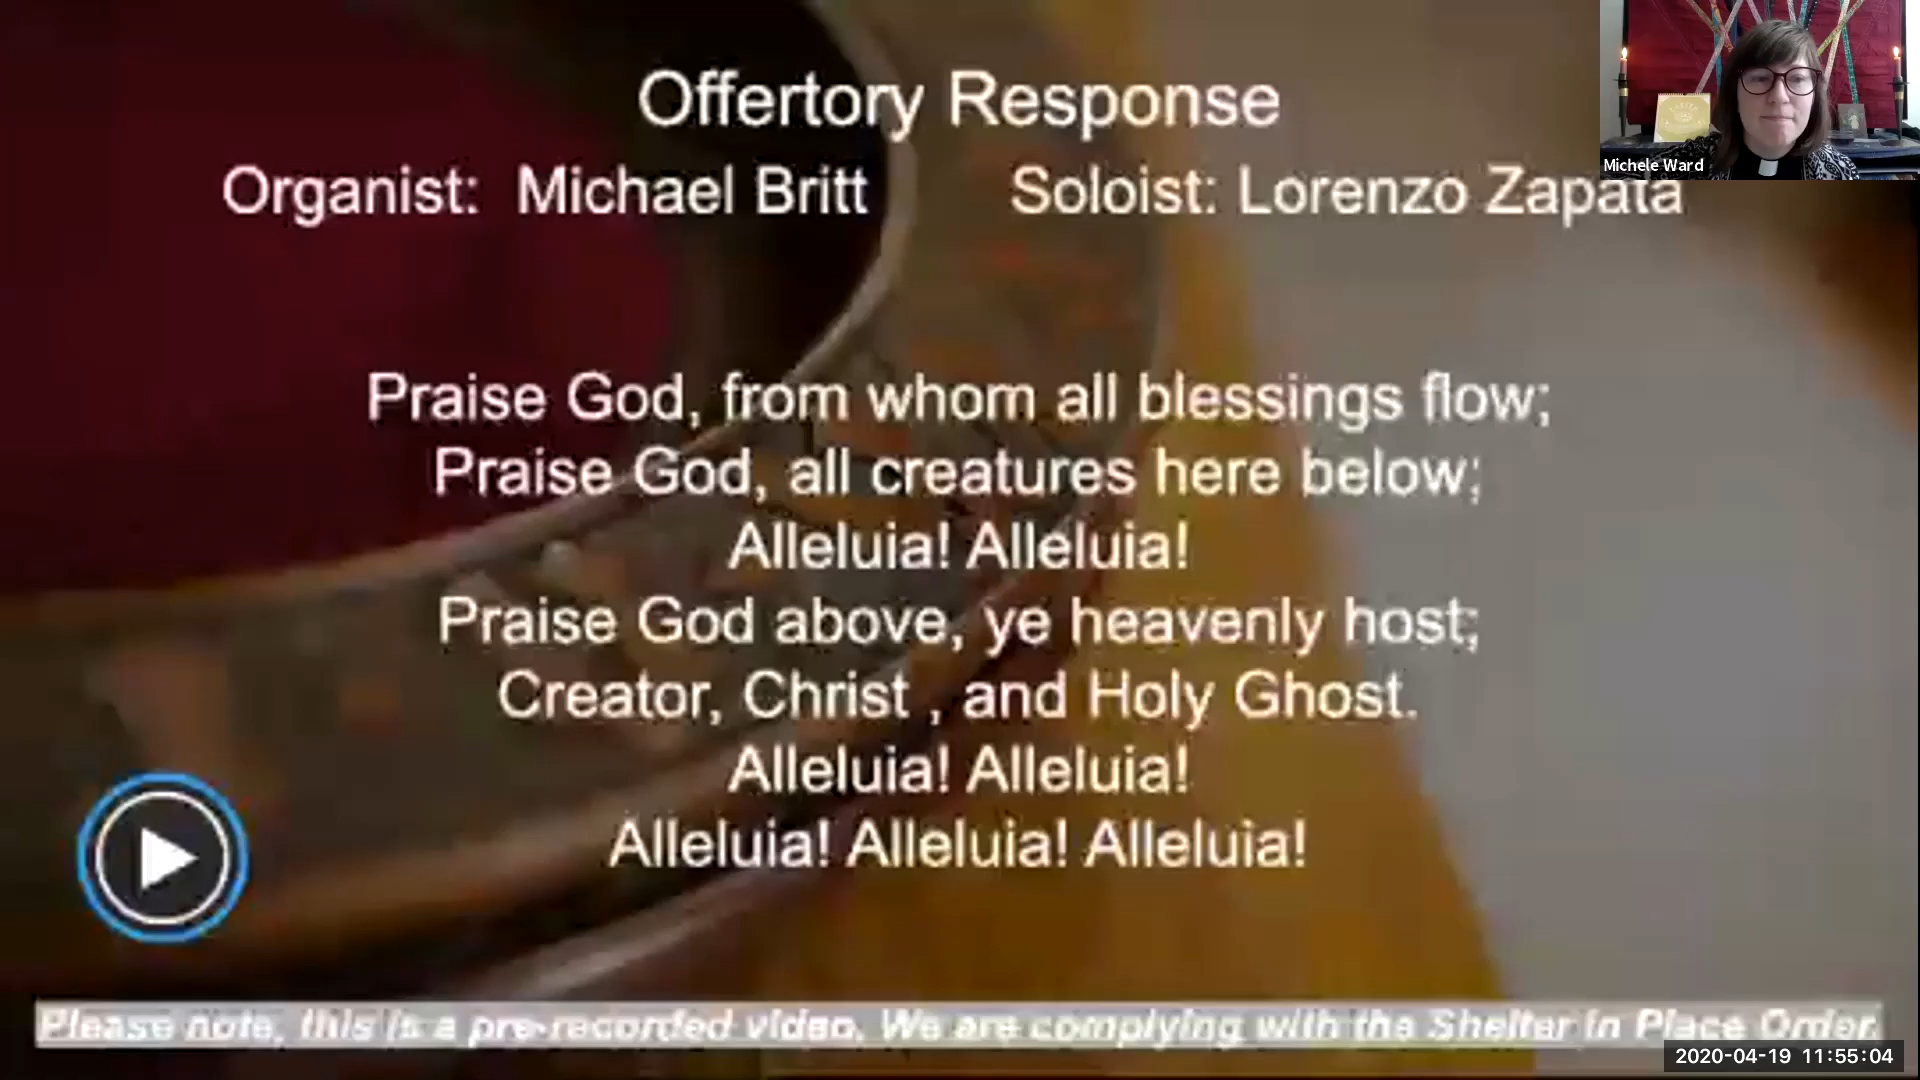 Offertory Response
Michele Ward
Organist: Michael Britt Soloist: Lorenzo Zapata
Praise God, from whom all blessings flow;
Praise God, all creatures here below;
Alleluia! Alleluia!
Praise God above, ye heavenly host;
Creator, Christ , and Holy Ghost.
Alleluia! Alleluia!
Alleluia! Alleluia! Alleluia!
Please note, this is a pre-recorded video. We are complying with the Shelter in Place Order.
2020-04-19 11:55:04